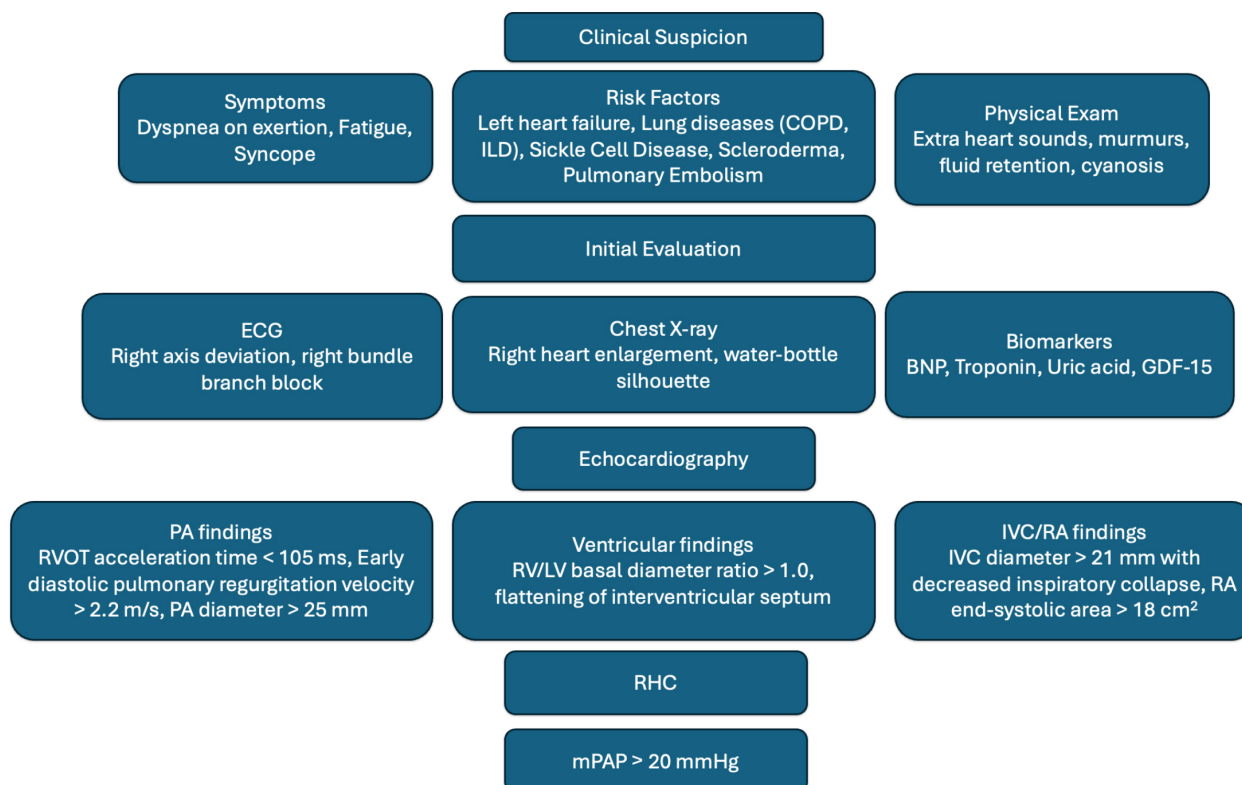 Clinical Suspicion
Symptoms
Dyspnea on exertion, Fatigue,
Syncope
Risk Factors
Left heart failure, Lung diseases (COPD,
ILD), Sickle Cell Disease, Scleroderma,
Pulmonary Embolism
Physical Exam
Extra heart sounds, murmurs,
fluid retention, cyanosis
Initial Evaluation
ECG
Right axis deviation, right bundle
branch block
Chest X-ray
Right heart enlargement, water-bottle
silhouette
Biomarkers
BNP, Troponin, Uric acid, GDF-15
Echocardiography
PA findings
RVOT acceleration time < 105 ms, Early
diastolic pulmonary regurgitation velocity
> 2.2 m/s, PA diameter > 25 mm
Ventricular findings
RV/LV basal diameter ratio > 1.0,
flattening of interventricular septum
IVC/RA findings
IVC diameter > 21 mm with
decreased inspiratory collapse, RA
end-systolic area > 18 cm²
RHC
mPAP > 20 mmHg